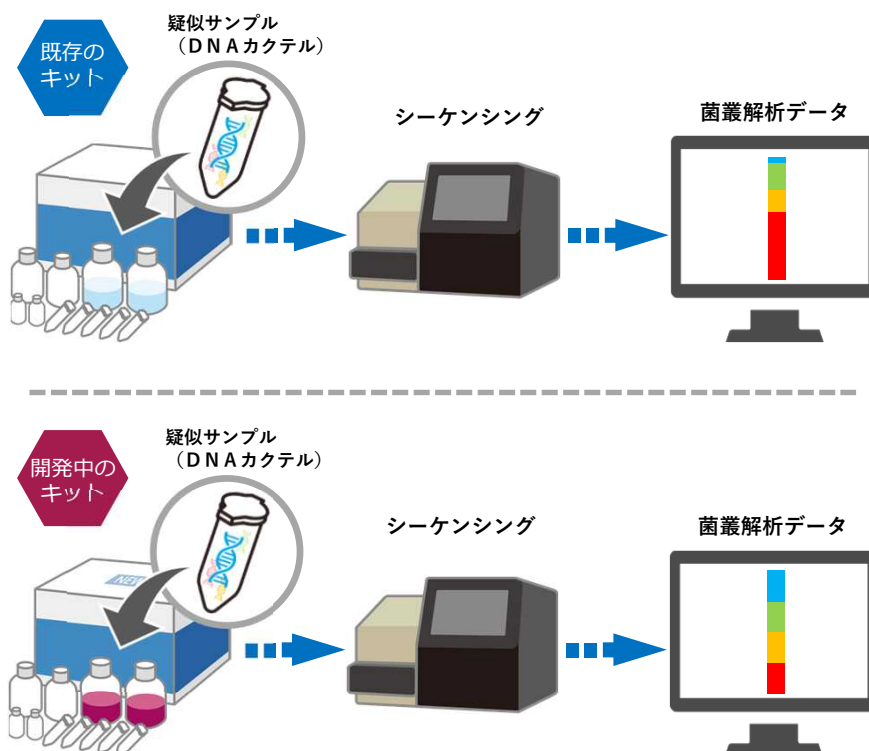 疑似サンプル
（ＤＮＡカクテル）
既存の
キット
シーケンシング
菌叢解析データ
疑似サンプル
（ＤＮＡカクテル）
開発中の
キット
シーケンシング
菌叢解析データ